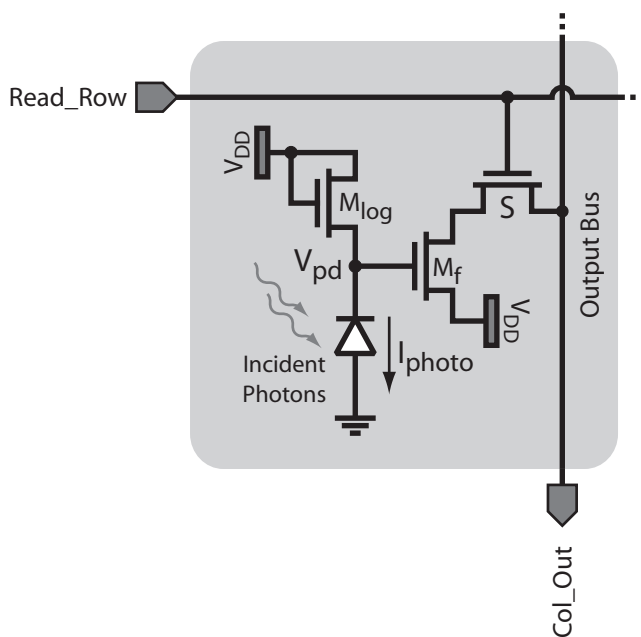 Read_Row
VDD
Mlog
S
Vpd
Mf
Output Bus
VDD
Incident
Photons
Iphoto
Col_Out